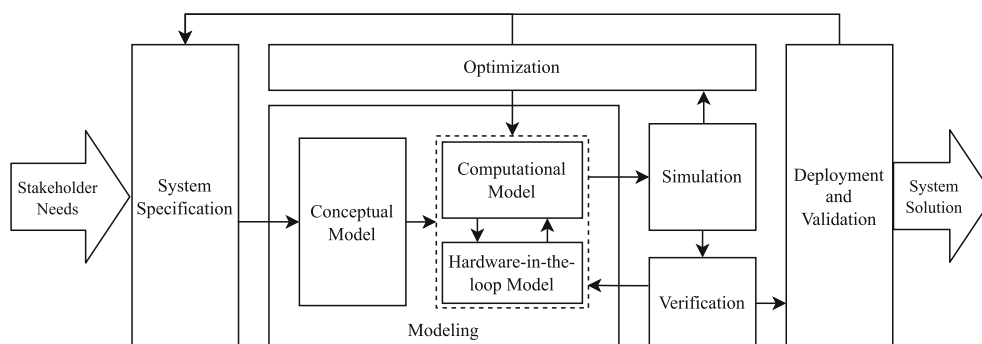 Optimization
Stakeholder
Needs
System
Specification
Conceptual
Model
Computational
Model
Hardware-in-the-
loop Model
Modeling
Simulation
Verification
Deployment
and
Validation
System
Solution